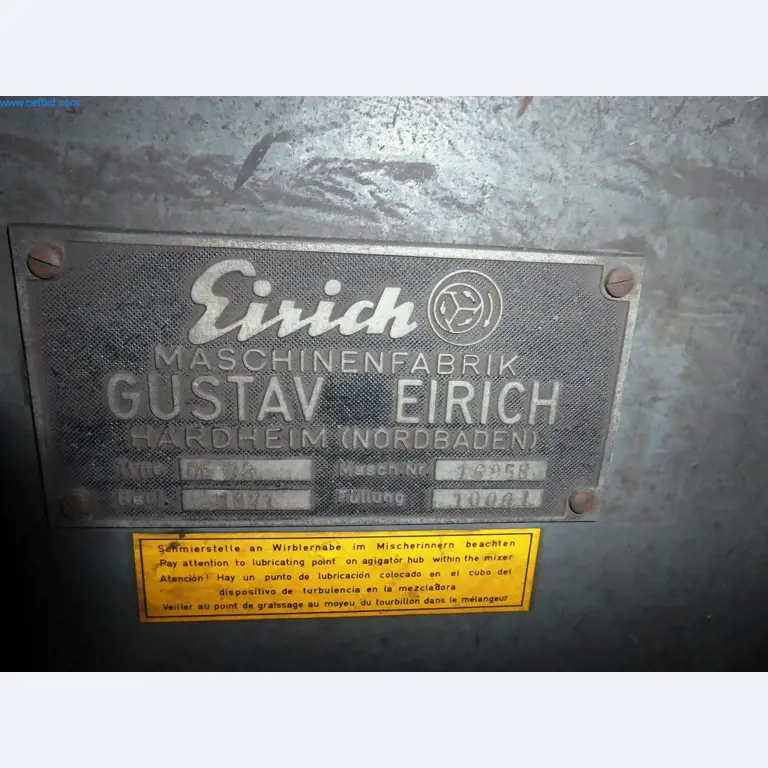 www.netbid.com
Eirich
MASCHINENFABRIK
GUSTAV EIRICH
HARDHEIM (NORDBADEN)
Type Masch.Nr. 16958
Füllung
Schmierstelle an Wirblernabe im Mischerinnern beachten
Pay attention to lubricating point on agigator hub within the mixer
Atención! Hay un punto de lubricación colocado en el cubo del
dispositivo de turbulencia en la mezcladora
Veiller au point de graissage au moyeu du tourbillon dans le mélangeur